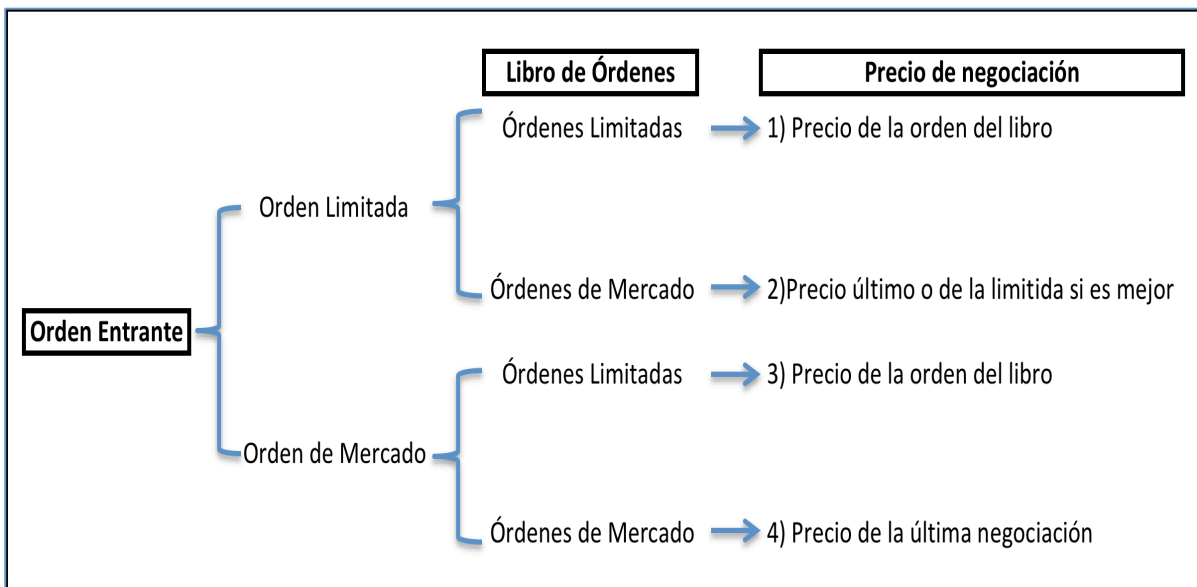 Libro de Órdenes
Precio de negociación
Órdenes Limitadas
1) Precio de la orden del libro
Orden Limitada
Órdenes de Mercado
2)Precio último o de la limitida si es mejor
Orden Entrante
Órdenes Limitadas
3) Precio de la orden del libro
Orden de Mercado
Órdenes de Mercado
4) Precio de la última negociación